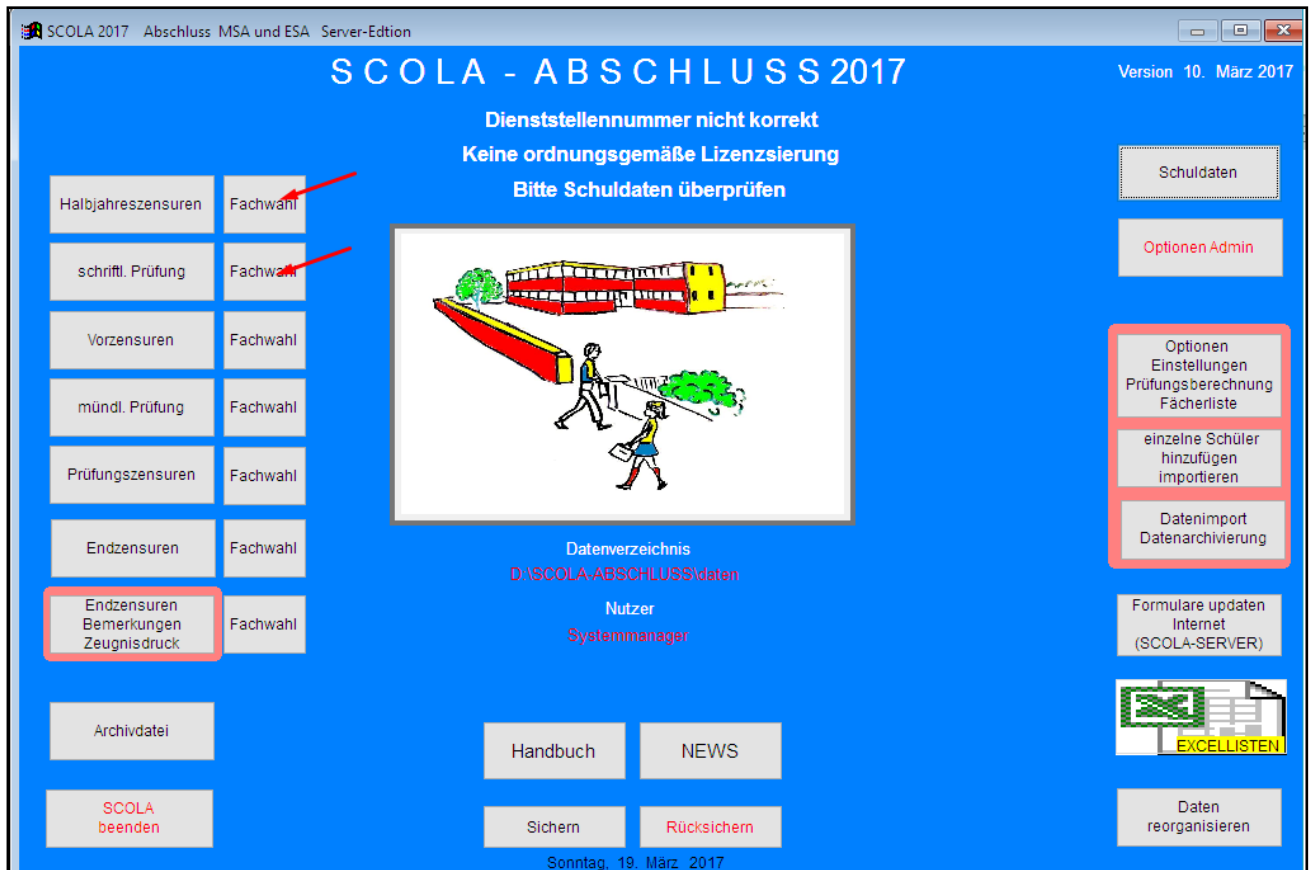 SCOLA 2017 Abschluss MSA und ESA Server-Edtion
S C O L A - A B S C H L U S S 2017
Version 10. März 2017
Dienststellennummer nicht korrekt
Keine ordnungsgemäße Lizenzsierung
Bitte Schuldaten überprüfen
Halbjahreszensuren Fachwahl
schriftl. Prüfung Fachwahl
Vorzensuren Fachwahl
mündl. Prüfung Fachwahl
Prüfungszensuren Fachwahl
Endzensuren Fachwahl
Endzensuren
Bemerkungen
Zeugnisdruck
Fachwahl
Archivdatei
SCOLA
beenden
Datenverzeichnis
D:\SCOLA-ABSCHLUSS\daten
Nutzer
Systemmanager
Handbuch NEWS
Sichern Rücksichern
Sonntag, 19. März 2017
Schuldaten
Optionen Admin
Optionen
Einstellungen
Prüfungsberechnung
Fächerliste
einzelne Schüler
hinzufügen
importieren
Datenimport
Datenarchivierung
Formulare updaten
Internet
(SCOLA-SERVER)
EXCELLISTEN
Daten
reorganisieren